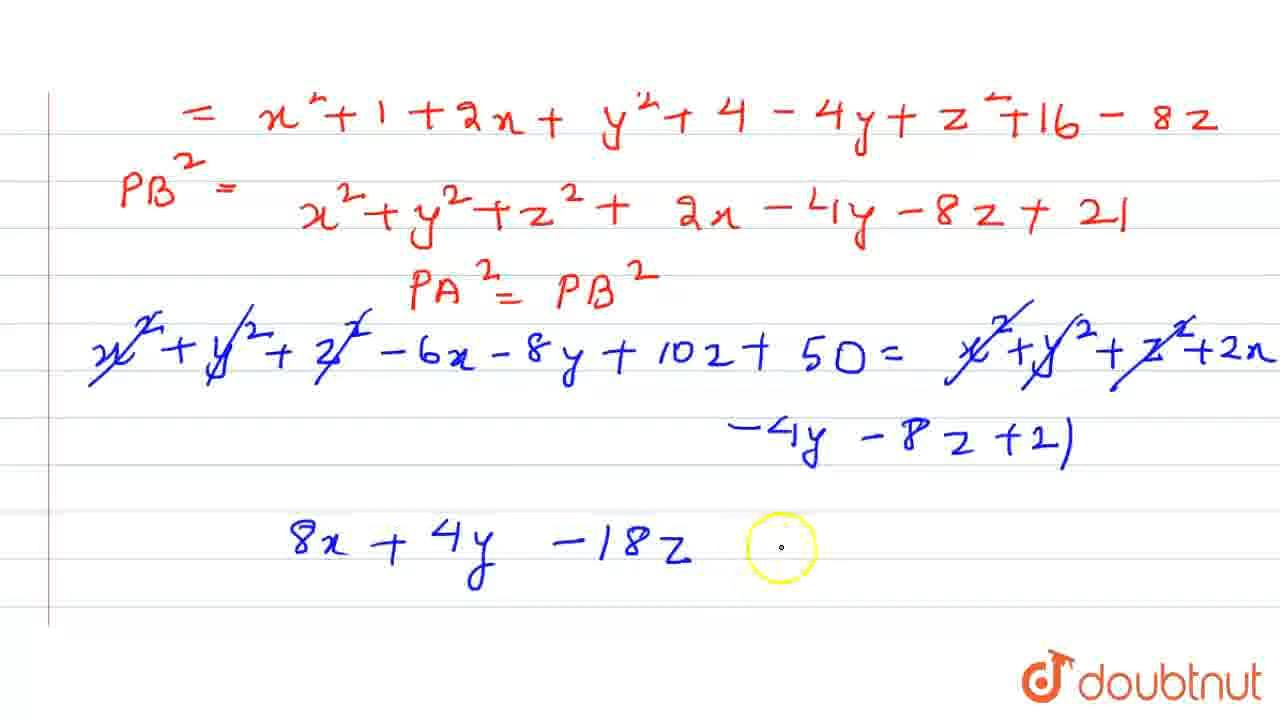 = x² + 1 + 2x + y² + 4 - 4y + z² + 16 - 8z
PB² = x² + y² + z² + 2x - 4y - 8z + 21
PA² = PB²
x² + y² + z² - 6x - 8y + 10z + 50 = x² + y² + z² + 2x
- 4y - 8z + 21
8x + 4y - 18z
doubtnut